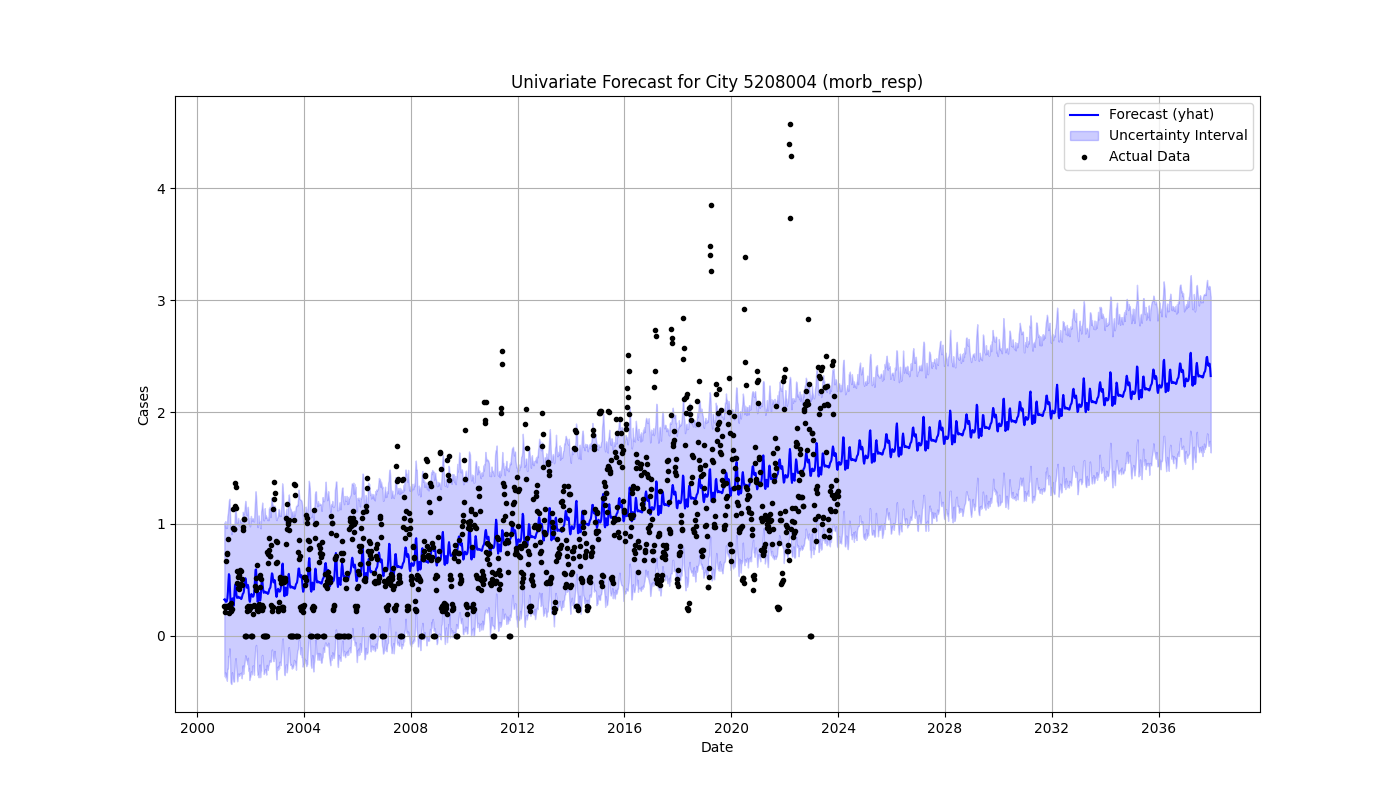 Univariate Forecast for City 5208004 (morb_resp)
Forecast (yhat)
Uncertainty Interval
Actual Data
Cases
4
3
2
1
0
2000 2004 2008 2012 2016 2020 2024 2028 2032 2036
Date